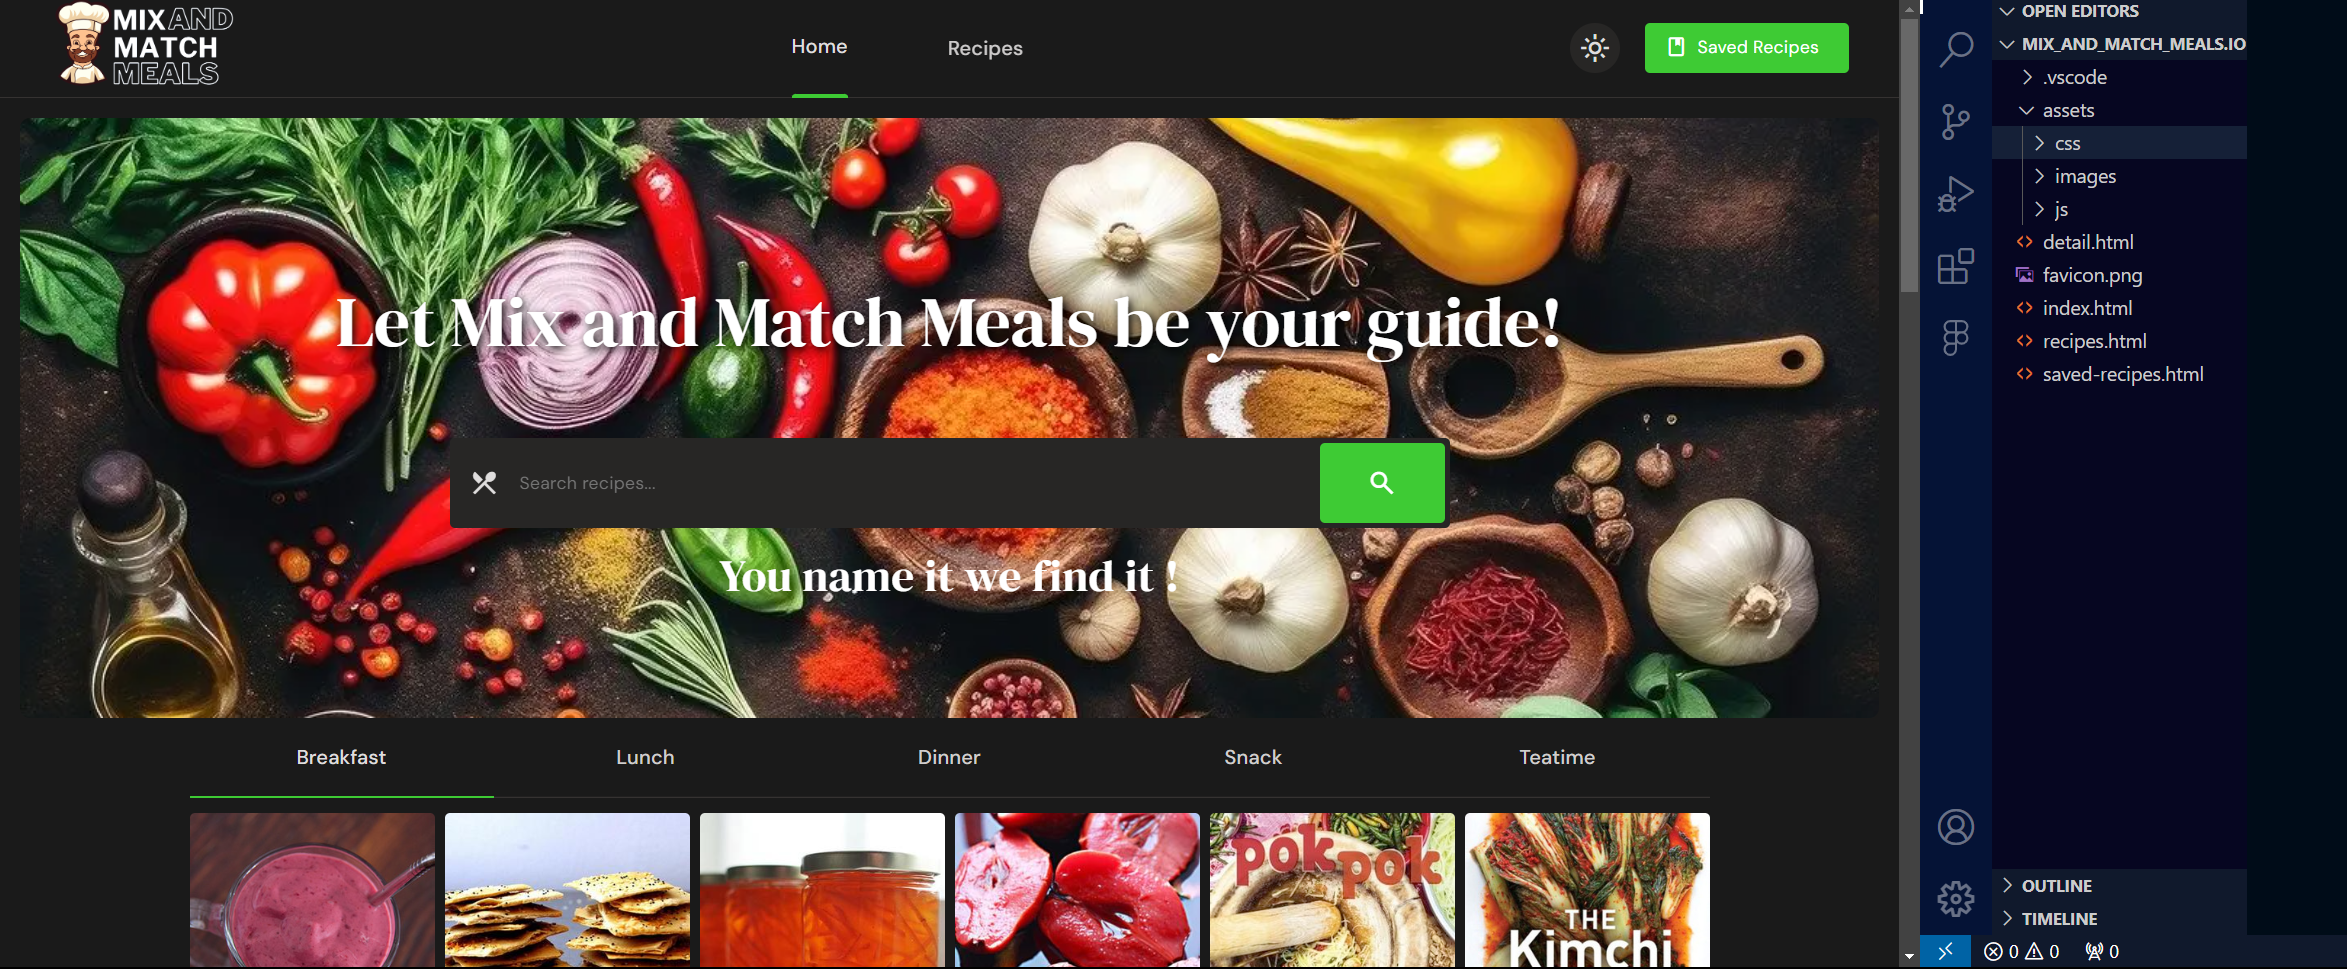 MIX AND
MATCH
MEALS
Home
Recipes
Saved Recipes
Let Mix and Match Meals be your guide!
Search recipes...
You name it we find it !
Breakfast
Lunch
Dinner
Snack
Teatime
pok pok
THE
Kimchi
OPEN EDITORS
MIX_AND_MATCH_MEALS.IO
.vscode
assets
css
images
js
detail.html
favicon.png
index.html
recipes.html
saved-recipes.html
OUTLINE
TIMELINE
0 0 0